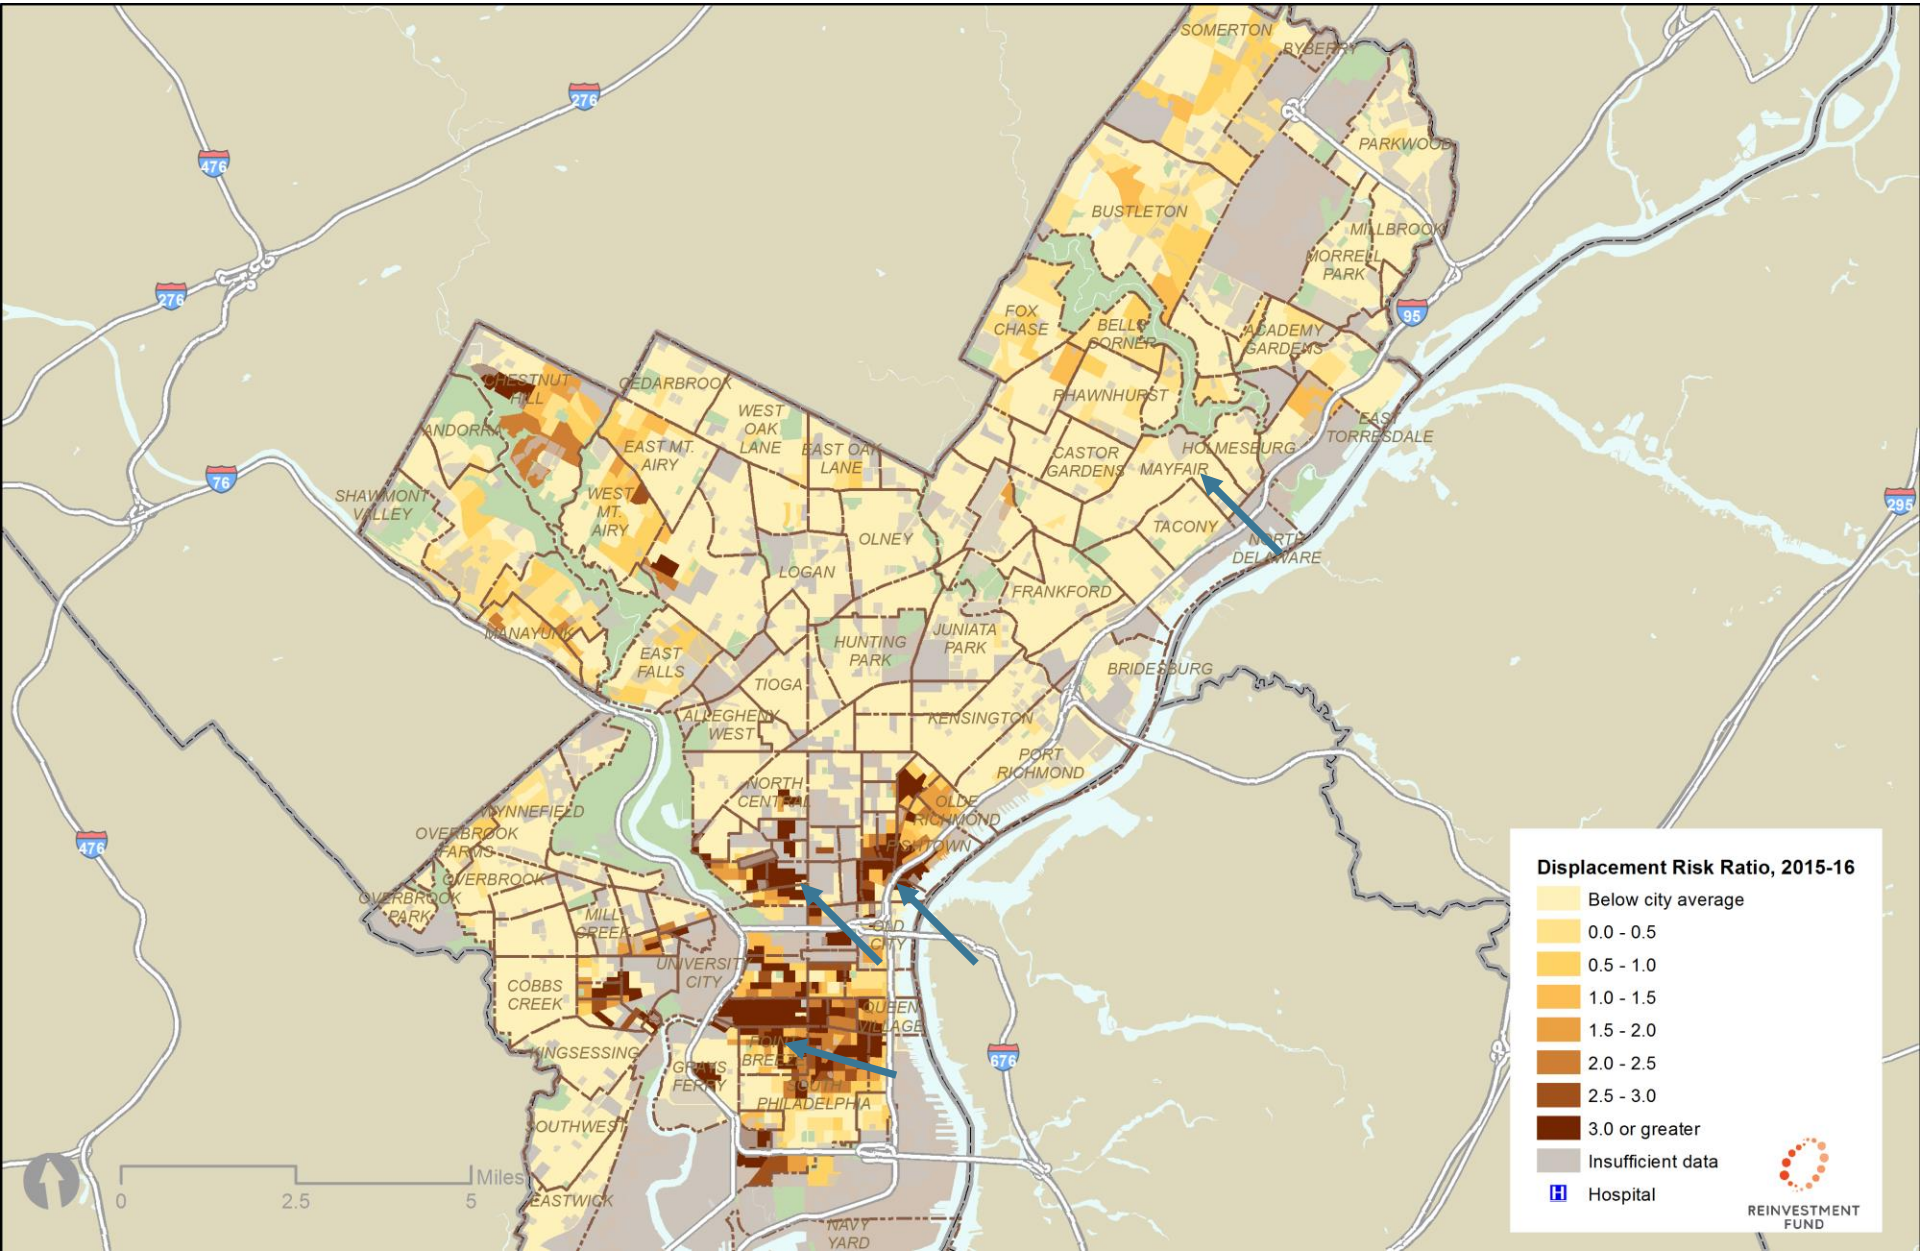 SOMERTON
BYBERRY
276
PARKWOOD
476
BUSTLETON
MILLBROOK
MORRELL
PARK
276
95
FOX
CHASE
BELLS
CORNER
ACADEMY
GARDENS
CHESTNUT
HILL
CEDARBROOK
RHAWNHURST
WEST
OAK
LANE
ANDORRA
EAST MT.
AIRY
EAST OAK
LANE
EAST
TORRESDALE
HOLMESBURG
CASTOR
GARDENS
MAYFAIR
76
SHAWMONT
VALLEY
WEST
MT.
AIRY
295
TACONY
OLNEY
NORTH
DELAWARE
LOGAN
FRANKFORD
MANAYUNK
HUNTING
PARK
JUNIATA
PARK
EAST
FALLS
BRIDESBURG
TIOGA
ALLEGHENY
WEST
KENSINGTON
PORT
RICHMOND
NORTH
CENTRAL
OLDE
RICHMOND
WYNNEFIELD
OVERBROOK
FARMS
476
FISHTOWN
OVERBROOK
OVERBROOK
PARK
MILL
CREEK
OLD
CITY
UNIVERSITY
CITY
COBBS
CREEK
QUEEN
VILLAGE
POINT
BREEZE
KINGSESSING
GRAYS
FERRY
676
SOUTH
PHILADELPHIA
SOUTHWEST
EASTWICK
NAVY
YARD
Miles
0 2.5 5
Displacement Risk Ratio, 2015-16
Below city average
0.0 - 0.5
0.5 - 1.0
1.0 - 1.5
1.5 - 2.0
2.0 - 2.5
2.5 - 3.0
3.0 or greater
Insufficient data
H Hospital
REINVESTMENT
FUND